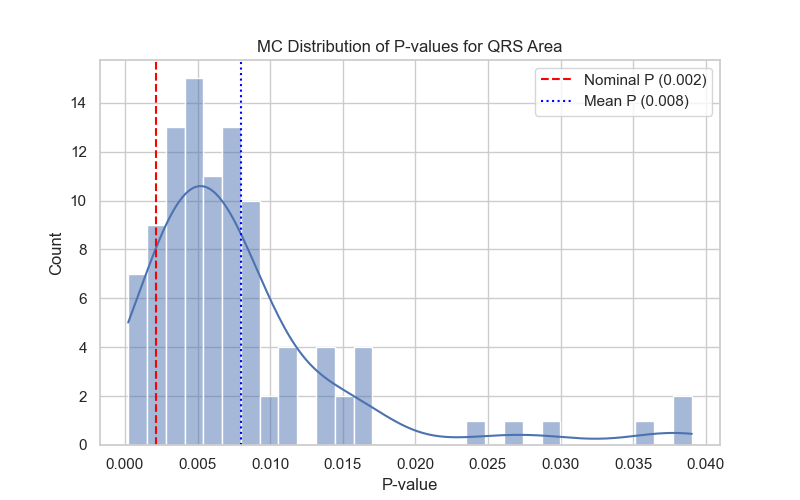 MC Distribution of P-values for QRS Area
Nominal P (0.002)
Mean P (0.008)
Count
14
12
10
8
6
4
2
0
0.000 0.005 0.010 0.015 0.020 0.025 0.030 0.035 0.040
P-value